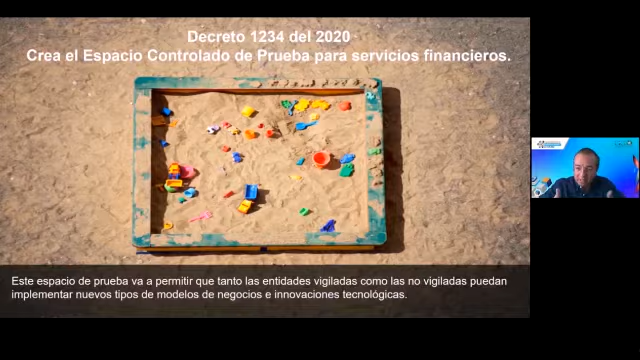 Decreto 1234 del 2020
Crea el Espacio Controlado de Prueba para servicios financieros.
Este espacio de prueba va a permitir que tanto las entidades vigiladas como las no vigiladas puedan
implementar nuevos tipos de modelos de negocios e innovaciones tecnológicas.